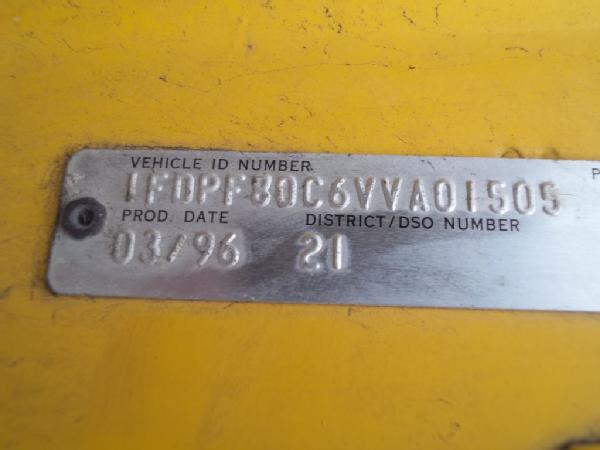 VEHICLE ID NUMBER
1FDPF80C6VVA01505
PROD. DATE DISTRICT/DSO NUMBER
03/96 21
P